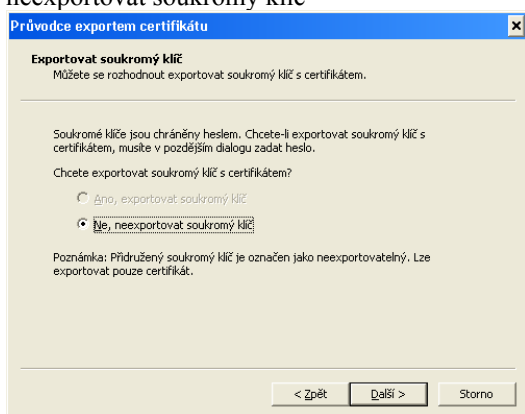 neexportovat soukromý klíč
Průvodce exportem certifikátu
Exportovat soukromý klíč
Můžete se rozhodnout exportovat soukromý klíč s certifikátem.
Soukromé klíče jsou chráněny heslem. Chcete-li exportovat soukromý klíč s
certifikátem, musíte v pozdějším dialogu zadat heslo.
Chcete exportovat soukromý klíč s certifikátem?
Ano, exportovat soukromý klíč
Ne, neexportovat soukromý klíč
Poznámka: Přidružený soukromý klíč je označen jako neexportovatelný. Lze
exportovat pouze certifikát.
< Zpět Další > Storno